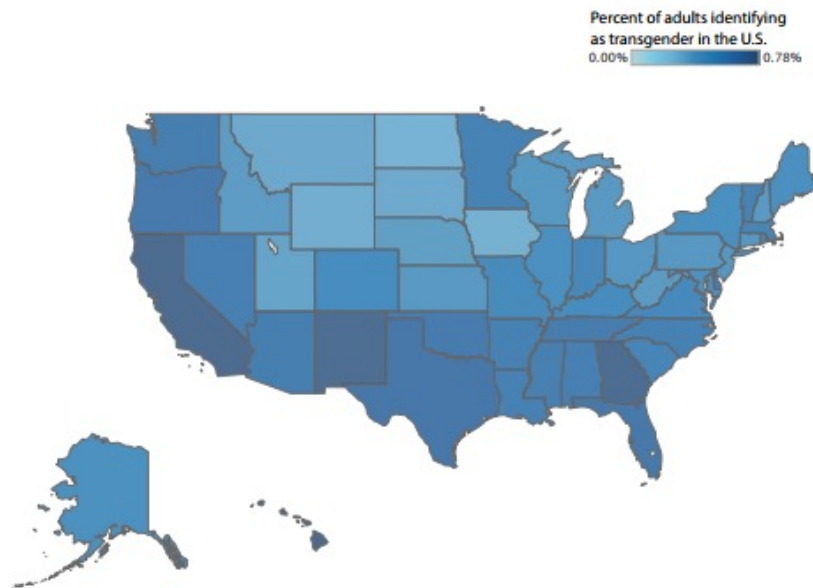 Percent of adults identifying
as transgender in the U.S.
0.00% 0.78%